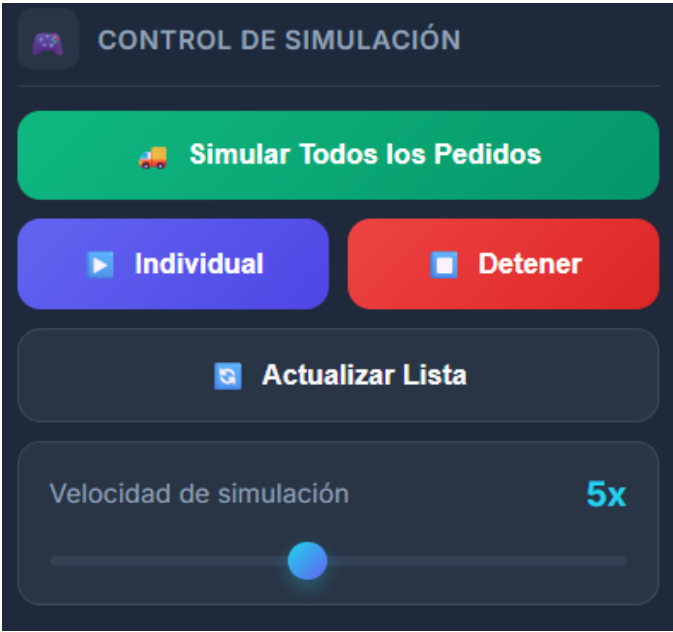 CONTROL DE SIMULACIÓN
Simular Todos los Pedidos
Individual
Detener
Actualizar Lista
Velocidad de simulación
5x